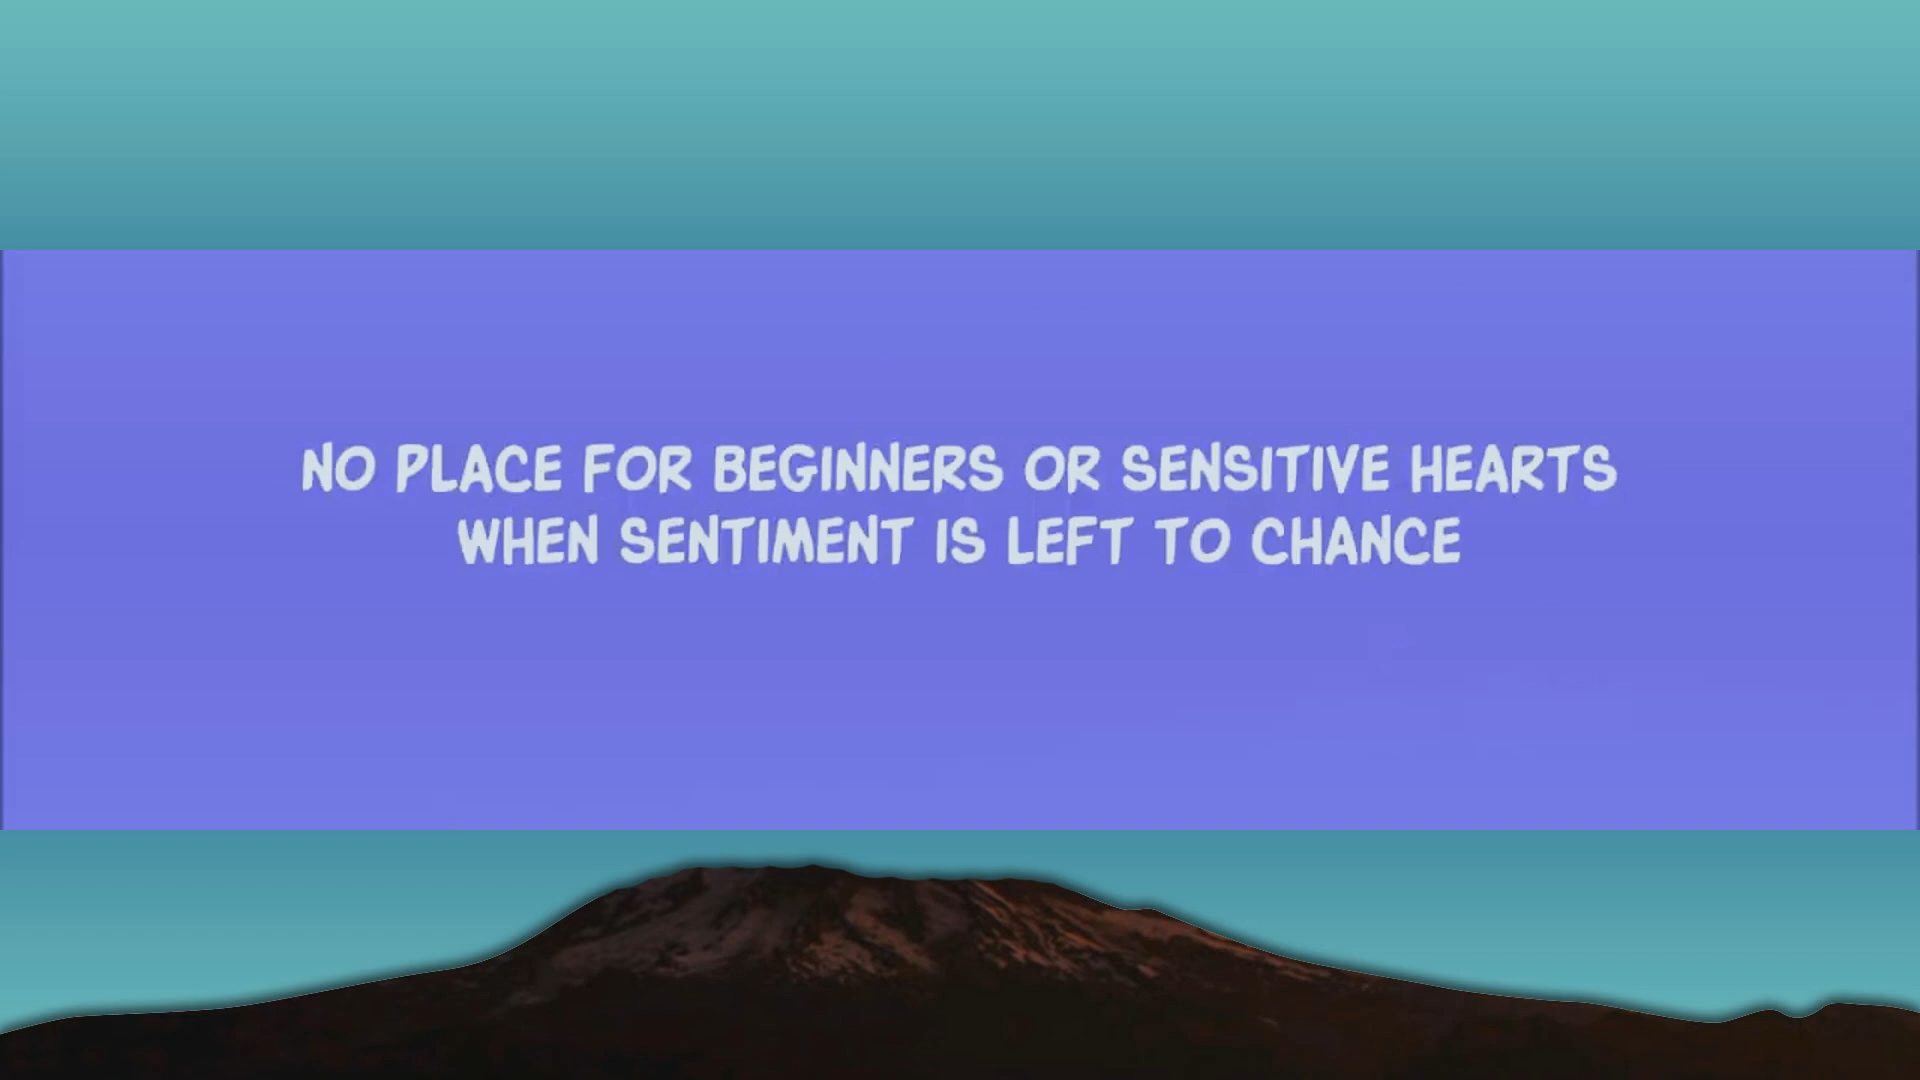 NO PLACE FOR BEGINNERS OR SENSITIVE HEARTS
WHEN SENTIMENT IS LEFT TO CHANCE